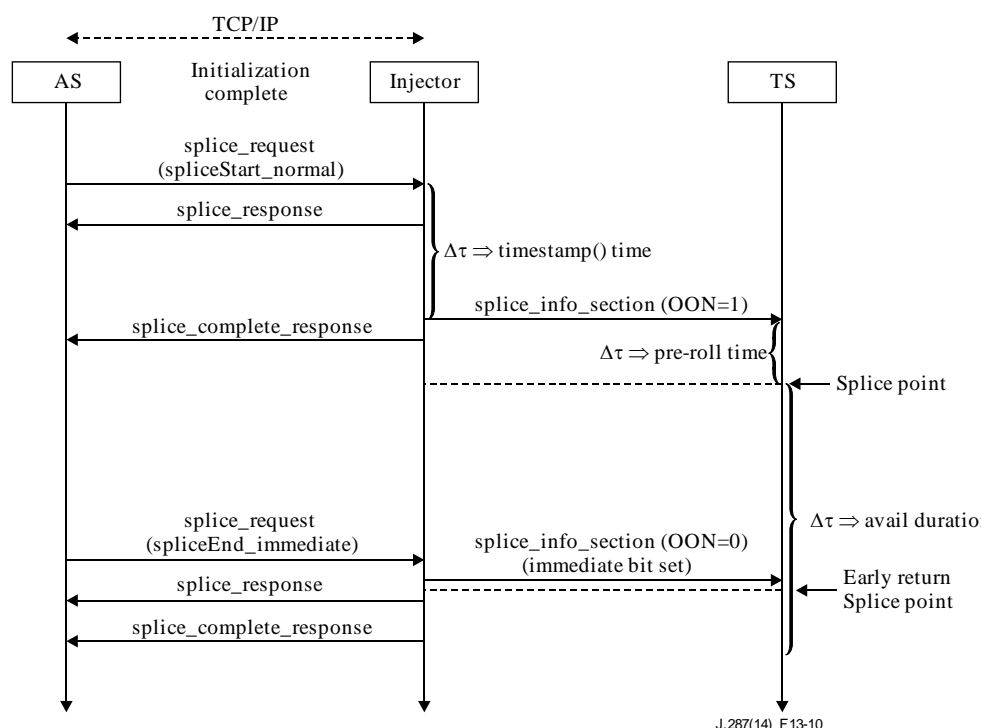 TCP/IP
AS
Initialization
complete
Injector
TS
splice_request
(spliceStart_normal)
splice_response
Δτ ⇒ timestamp() time
splice_info_section (OON=1)
splice_complete_response
Δτ ⇒ pre-roll time
Splice point
splice_request
(spliceEnd_immediate)
splice_info_section (OON=0)
(immediate bit set)
Δτ ⇒ avail duratio
splice_response
Early return
Splice point
splice_complete_response
J.287(14)_F13-10